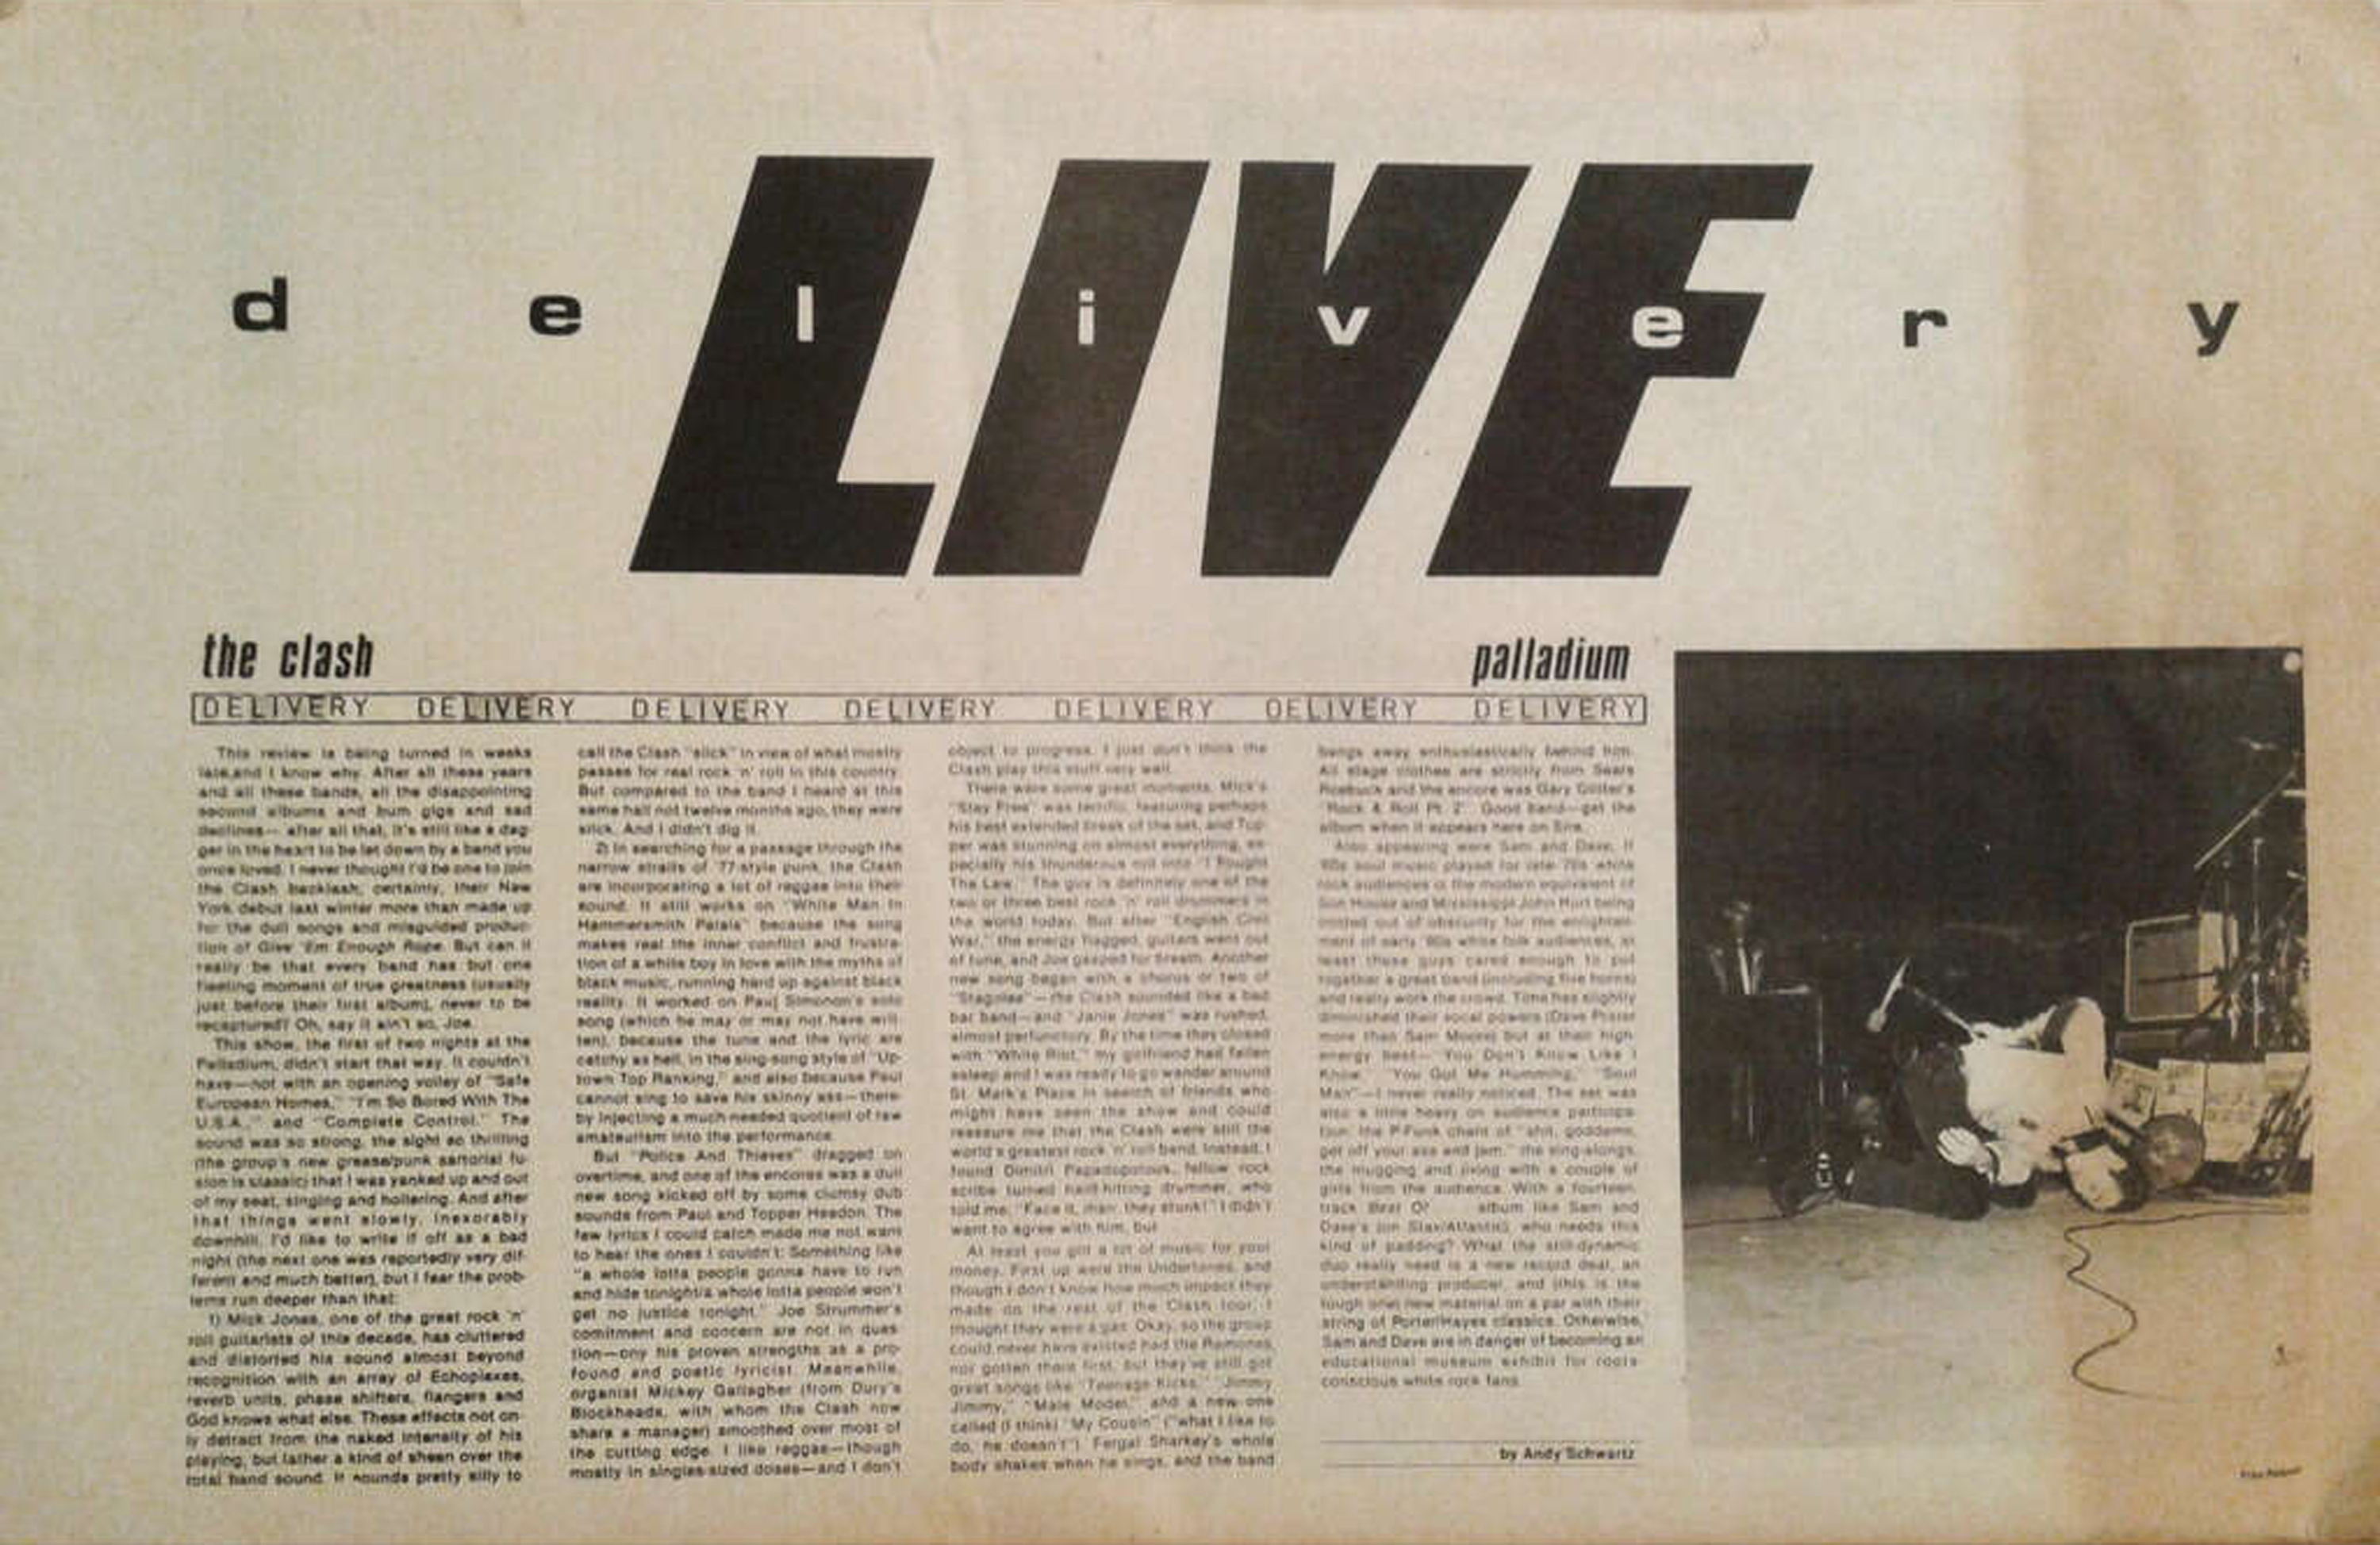 LIVE
delivery
the clash
palladium
DELIVERY DELIVERY DELIVERY DELIVERY DELIVERY DELIVERY DELIVERY
This review is being turned in weeks
late,and I know why. After all these years
and all these bands, all the disappointing
second albums and bum gigs and sad
declines— after all that, it's still like a dag-
ger in the heart to be let down by a band you
once loved. I never thought I'd be one to join
the Clash backlash; certainly, their New
York debut last winter more than made up
for the dull songs and misguided produc-
tion of Give 'Em Enough Rope. But can it
really be that every band has but one
fleeting moment of true greatness (usually
just before their first album), never to be
recaptured? Oh, say it ain't so, Joe.
This show, the first of two nights at the
Palladium, didn't start that way. It couldn't
have—not with an opening volley of "Safe
European Homes," "I'm So Bored With The
U.S.A.," and "Complete Control." The
sound was so strong, the sight so thrilling
(the group's new grease/punk sartorial fu-
sion is classic) that I was yanked up and out
of my seat, singing and hollering. And after
that things went slowly, inexorably
downhill. I'd like to write it off as a bad
night (the next one was reportedly very dif-
ferent and much better), but I fear the prob-
lems run deeper than that:
1) Mick Jones, one of the great rock 'n'
roll guitarists of this decade, has cluttered
and distorted his sound almost beyond
recognition with an array of Echoplexes,
reverb units, phase shifters, flangers and
God knows what else. These effects not on-
ly detract from the naked intensity of his
playing, but lather a kind of sheen over the
total band sound. It sounds pretty silly to
call the Clash "slick" in view of what mostly
passes for real rock 'n' roll in this country.
But compared to the band I heard at this
same hall not twelve months ago, they were
slick. And I didn't dig it.
2) In searching for a passage through the
narrow straits of '77-style punk, the Clash
are incorporating a lot of reggae into their
sound. It still works on "White Man In
Hammersmith Palais" because the song
makes real the inner conflict and frustra-
tion of a white boy in love with the myths of
black music, running hard up against black
reality. It worked on Paul Simonon's solo
song (which he may or may not have writ-
ten), because the tune and the lyric are
catchy as hell, in the sing-song style of "Up-
town Top Ranking," and also because Paul
cannot sing to save his skinny ass—there-
by injecting a much needed quotient of raw
amateurism into the performance.
But "Police And Thieves" dragged on
overtime, and one of the encores was a dull
new song kicked off by some clumsy dub
sounds from Paul and Topper Headon. The
few lyrics I could catch made me not want
to hear the ones I couldn't: Something like
"a whole lotta people gonna have to run
and hide tonight/a whole lotta people won't
get no justice tonight." Joe Strummer's
comitment and concern are not in ques-
tion—ony his proven strengths as a pro-
found and poetic lyricist. Meanwhile,
organist Mickey Gallagher (from Dury's
Blockheads, with whom the Clash now
share a manager) smoothed over most of
the cutting edge. I like reggae—though
mostly in singles-sized doses—and I don't
object to progress. I just don't think the
Clash play this stuff very well.
There were some great moments. Mick's
"Stay Free" was terrific, featuring perhaps
his best extended break of the set, and Top-
per was stunning on almost everything, es-
pecially his thunderous roll into "I Fought
The Law." The guy is definitely one of the
two or three best rock 'n' roll drummers in
the world today. But after "English Civil
War," the energy flagged, guitars went out
of tune, and Joe gasped for breath. Another
new song began with a chorus or two of
"Stagolee"—the Clash sounded like a bad
bar band—and "Janie Jones" was rushed,
almost perfunctory. By the time they closed
with "White Riot," my girlfriend had fallen
asleep and I was ready to go wander around
St. Mark's Place in search of friends who
might have seen the show and could
reassure me that the Clash were still the
world's greatest rock 'n' roll band. Instead, I
found Dimitri Papadopolous, fellow rock
scribe turned hard-hitting drummer, who
told me, "Face it, man, they stunk!" I didn't
want to agree with him, but
At least you got a lot of music for your
money. First up were the Undertones, and
though I don't know how much impact they
made on the rest of the Clash tour, I
thought they were a gas. Okay, so the group
could never have existed had the Ramones
not gotten there first, but they've still got
great songs like "Teenage Kicks," "Jimmy
Jimmy," "Male Model," and a new one
called (I think) "My Cousin" ("what I like to
do, he doesn't"). Fergal Sharkey's whole
body shakes when he sings, and the band
bangs away enthusiastically behind him.
All stage clothes are strictly from Sears
Roebuck and the encore was Gary Glitter's
"Rock & Roll Pt. 2". Good band—get the
album when it appears here on Sire.
Also appearing were Sam and Dave. If
'60s soul music played for late '70s white
rock audiences is the modern equivalent of
Son House and Mississippi John Hurt being
out of obscurity for the enlighten-
ment of early '60s white folk audiences, at
least these guys cared enough to put
together a great band (including five horns)
and really work the crowd. Time has slightly
diminished their vocal powers (Dave Prater
more than Sam Moore) but at their high-
energy best—"You Don't Know Like I
Know," "You Got Me Humming," "Soul
Man"—I never really noticed. The set was
also a little heavy on audience participa-
tion: the P-Funk chant of "shit, goddamn,
get off your ass and jam," the sing-alongs,
the mugging and jiving with a couple of
girls from the audience. With a fourteen-
track Best Of album like Sam and
Dave's (on Stax/Atlantic), who needs this
kind of padding? What the still-dynamic
duo really need is a new record deal, an
understanding producer, and (this is the
tough one) new material on a par with their
string of Porter/Hayes classics. Otherwise,
Sam and Dave are in danger of becoming an
educational museum exhibit for roots-
conscious white rock fans.
by Andy Schwartz